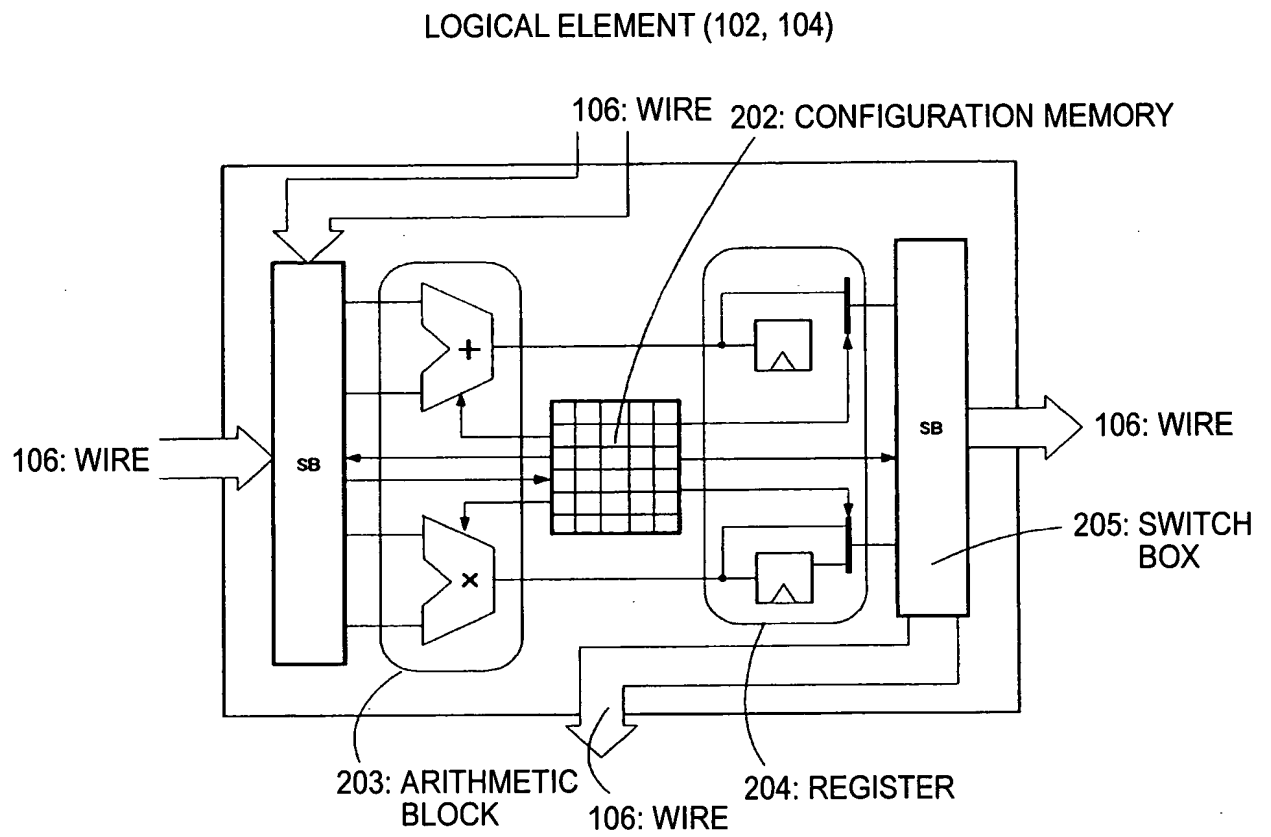 LOGICAL ELEMENT (102, 104)
106: WIRE
202: CONFIGURATION MEMORY
+
106: WIRE
SB
SB
106: WIRE
205: SWITCH
BOX
×
203: ARITHMETIC
BLOCK
204: REGISTER
106: WIRE